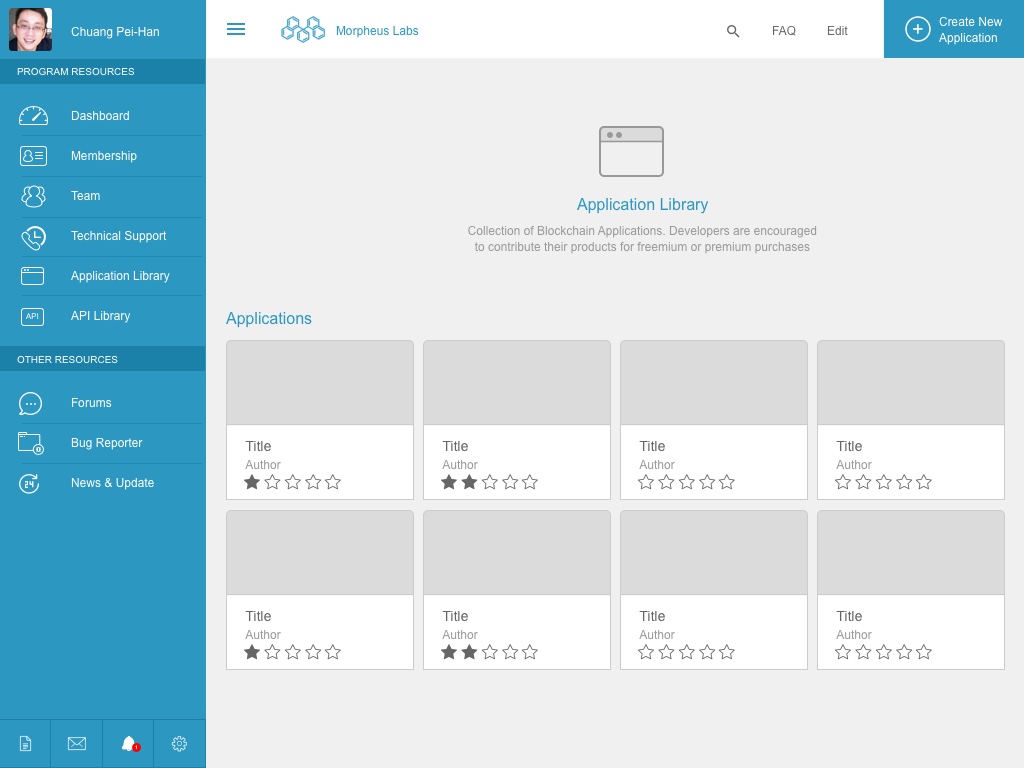 Chuang Pei-Han
Morpheus Labs
FAQ
Edit
Create New
Application
PROGRAM RESOURCES
Dashboard
Membership
Team
Technical Support
Application Library
API
API Library
OTHER RESOURCES
Forums
Bug Reporter
24
News & Update
1
Application Library
Collection of Blockchain Applications. Developers are encouraged
to contribute their products for freemium or premium purchases
Applications
Title
Author
Title
Author
Title
Author
Title
Author
Title
Author
Title
Author
Title
Author
Title
Author